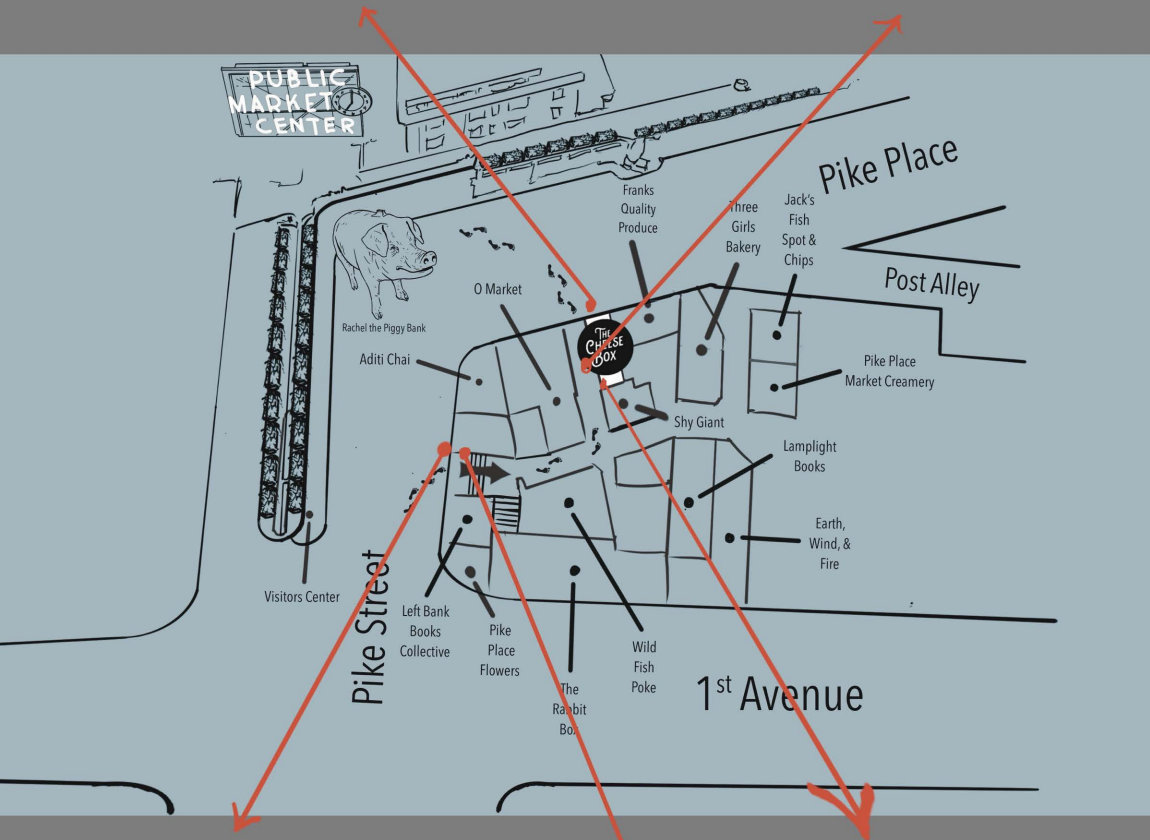 PUBLIC
MARKET
CENTER
Pike Place
Franks
Quality
Produce
Three
Girls
Bakery
Jack's
Fish
Spot &
Chips
Post Alley
O Market
Rachel the Piggy Bank
Aditi Chai
THE
CHEESE
BOX
Pike Place
Market Creamery
Shy Giant
Lamplight
Books
Earth,
Wind, &
Fire
Visitors Center
Pike Street
Left Bank
Books
Collective
Pike
Place
Flowers
The
Rabbit
Box
Wild
Fish
Poke
1st Avenue